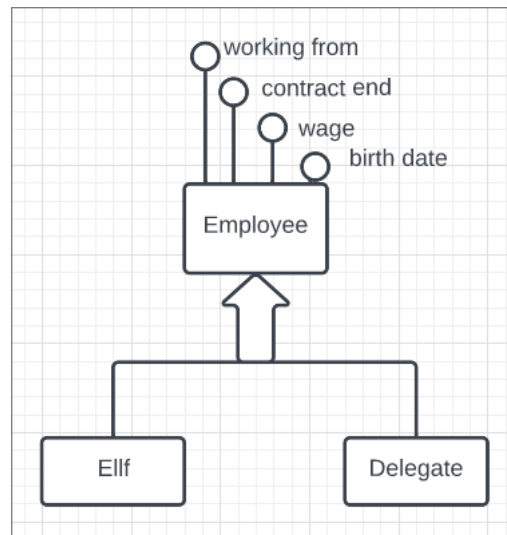 working from
contract end
wage
birth date
Employee
Ellf
Delegate